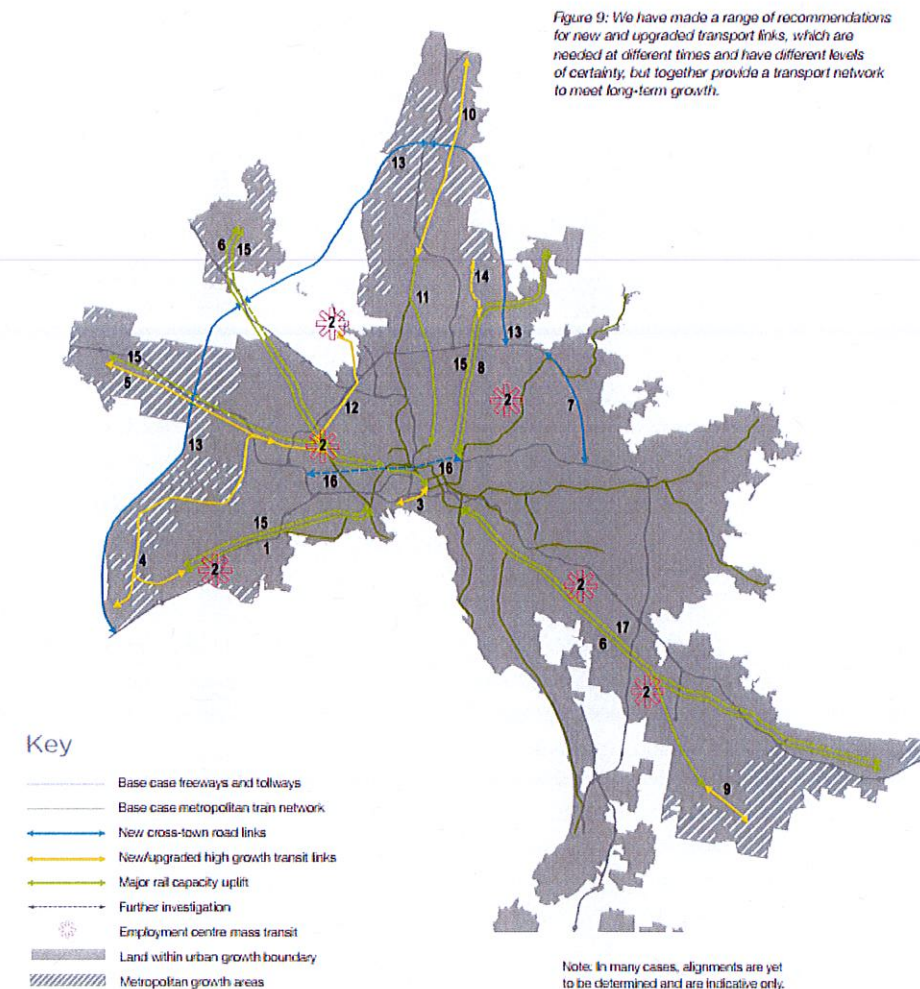 Figure 9: We have made a range of recommendations
for new and upgraded transport links, which are
needed at different times and have different levels
of certainty, but together provide a transport network
to meet long-term growth.
10
13
6
15
14
2
11
13
15
15
8
5
2
7
12
13
2
16
16
3
15
4
1
2
2
17
6
2
9
Key
Base case freeways and tollways
Base case metropolitan train network
New cross-town road links
New/upgraded high growth transit links
Major rail capacity uplift
Further investigation
Employment centre mass transit
Land within urban growth boundary
Metropolitan growth areas
Note: In many cases, alignments are yet
to be determined and are indicative only.